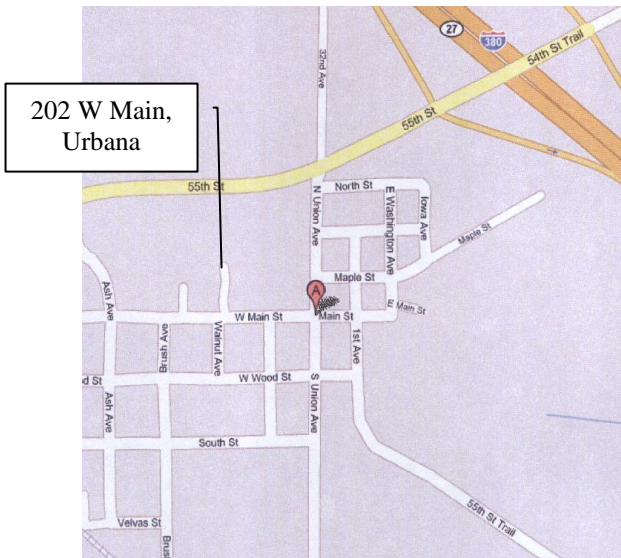 27
380
54th St Trail
32nd Ave
202 W Main,
Urbana
55th St
55th St
North St
N Union Ave
E Washington Ave
Iowa Ave
Maple St
Maple St
A
Ash Ave
W Main St
Main St
E Main St
Brush Ave
Walnut Ave
1st Ave
W Wood St
d St
S Union Ave
Ash Ave
South St
55th St Trail
Velvas St
Brus